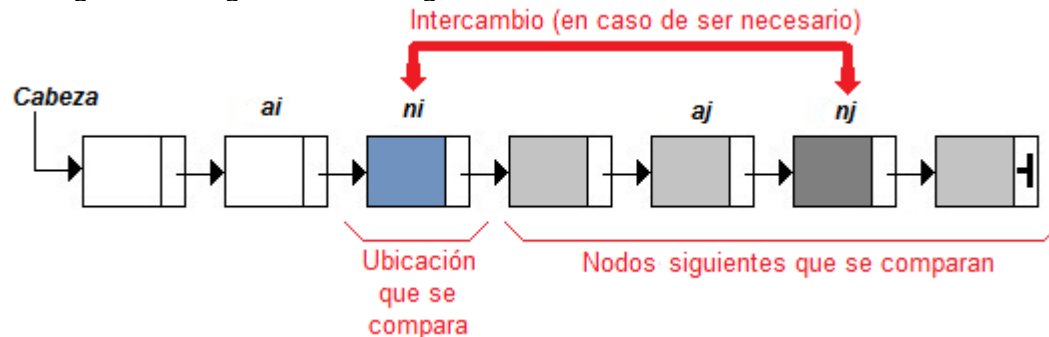 Intercambio (en caso de ser necesario)
Cabeza
ai
ni
aj
nj
Ubicación
que se
compara
Nodos siguientes que se comparan